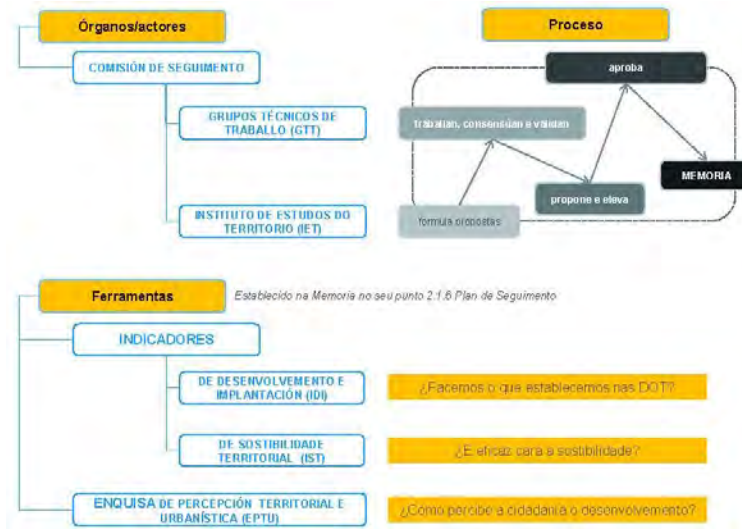 Órganos/actores
COMISIÓN DE SEGUIMENTO
GRUPOS TÉCNICOS DE
TRABALLO (GTT)
INSTITUTO DE ESTUDOS DO
TERRITORIO (IET)
Proceso
aproba
traballan, consensúan e validan
MEMORIA
propone e eleva
formula propostas
Ferramentas
Establecido na Memoria no seu punto 2.1.6 Plan de Seguimento
INDICADORES
DE DESENVOLVEMENTO E
IMPLANTACIÓN (IDI)
¿Facemos o que establecemos nas DOT?
DE SOSTIBILIDADE
TERRITORIAL (IST)
¿E eficaz cara a sostibilidade?
ENQUISA DE PERCEPCIÓN TERRITORIAL E
URBANÍSTICA (EPTU)
¿Como percibe a cidadanía o desenvolvemento?